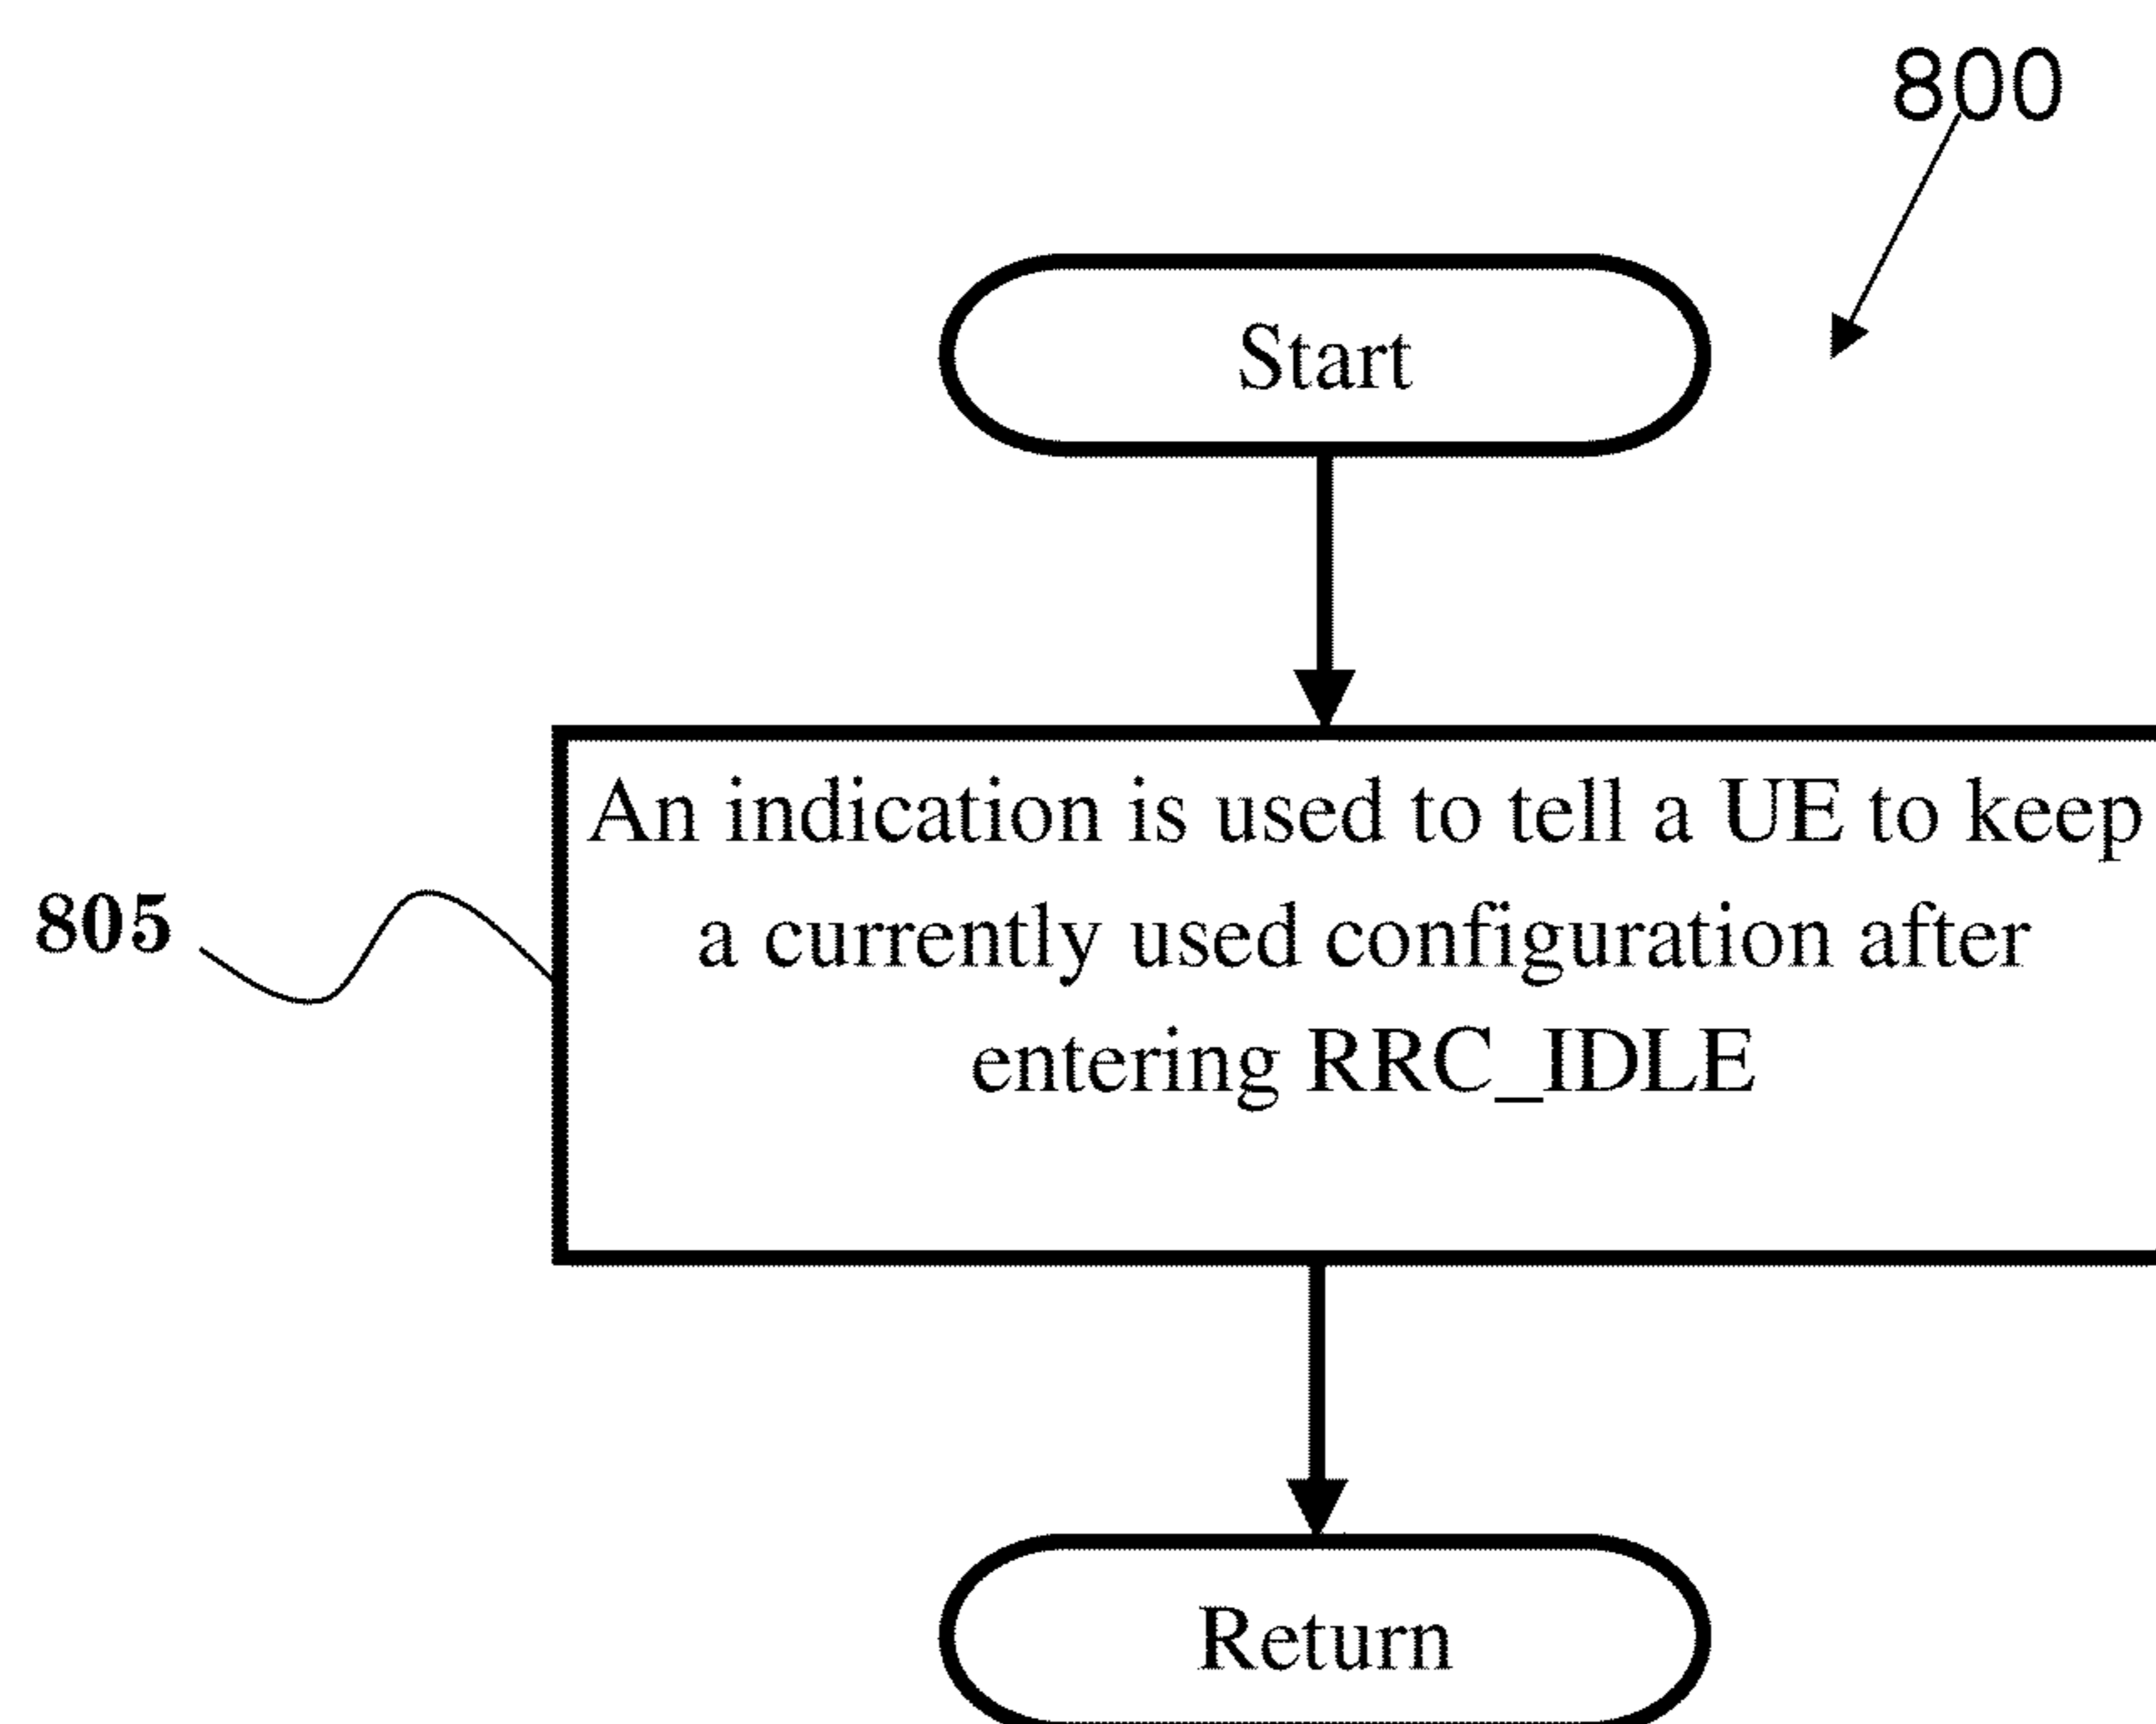 800
Start
An indication is used to tell a UE to keep
a currently used configuration after
entering RRC_IDLE
805
Return